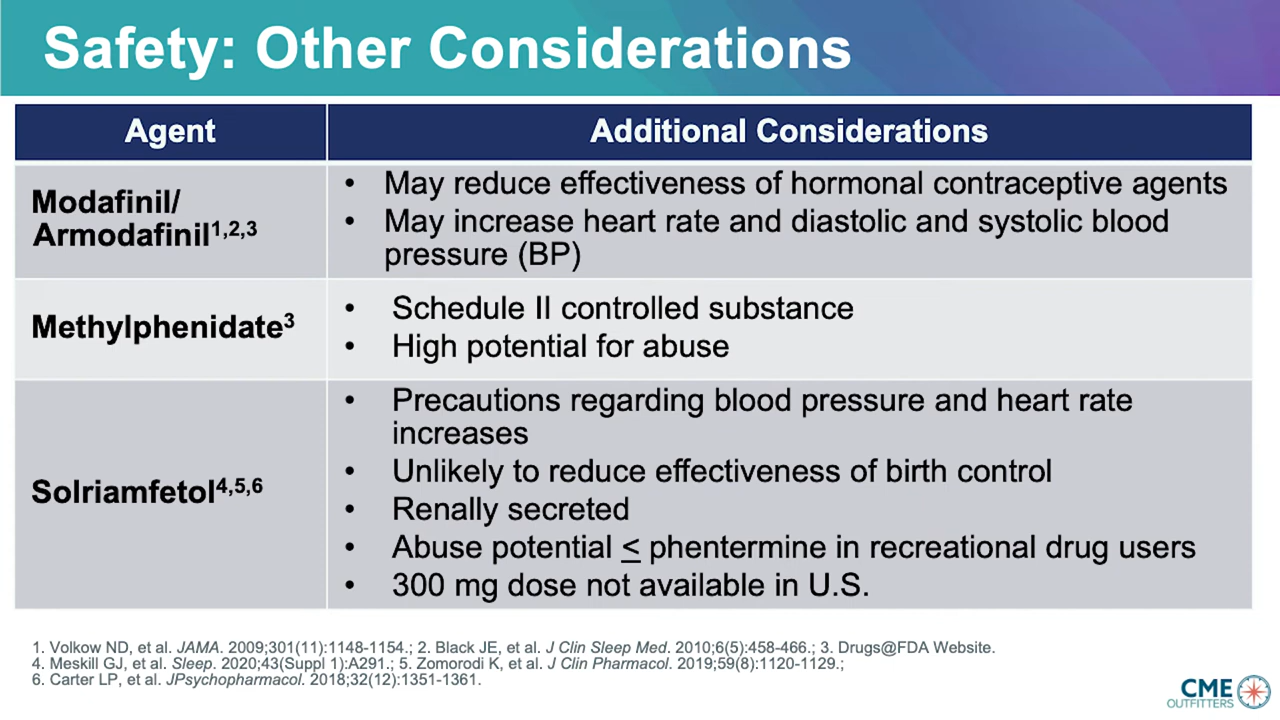 Safety: Other Considerations
Agent
Additional Considerations
Modafinil/
Armodafinil1,2,3
• May reduce effectiveness of hormonal contraceptive agents
• May increase heart rate and diastolic and systolic blood
pressure (BP)
Methylphenidate3
• Schedule II controlled substance
• High potential for abuse
Solriamfetol4,5,6
• Precautions regarding blood pressure and heart rate
increases
• Unlikely to reduce effectiveness of birth control
• Renally secreted
• Abuse potential ≤ phentermine in recreational drug users
• 300 mg dose not available in U.S.
1. Volkow ND, et al. JAMA. 2009;301(11):1148-1154.; 2. Black JE, et al. J Clin Sleep Med. 2010;6(5):458-466.; 3. Drugs@FDA Website.
4. Meskill GJ, et al. Sleep. 2020;43(Suppl 1):A291.; 5. Zomorodi K, et al. J Clin Pharmacol. 2019;59(8):1120-1129.;
6. Carter LP, et al. JPsychopharmacol. 2018;32(12):1351-1361.
CME
OUTFITTERS